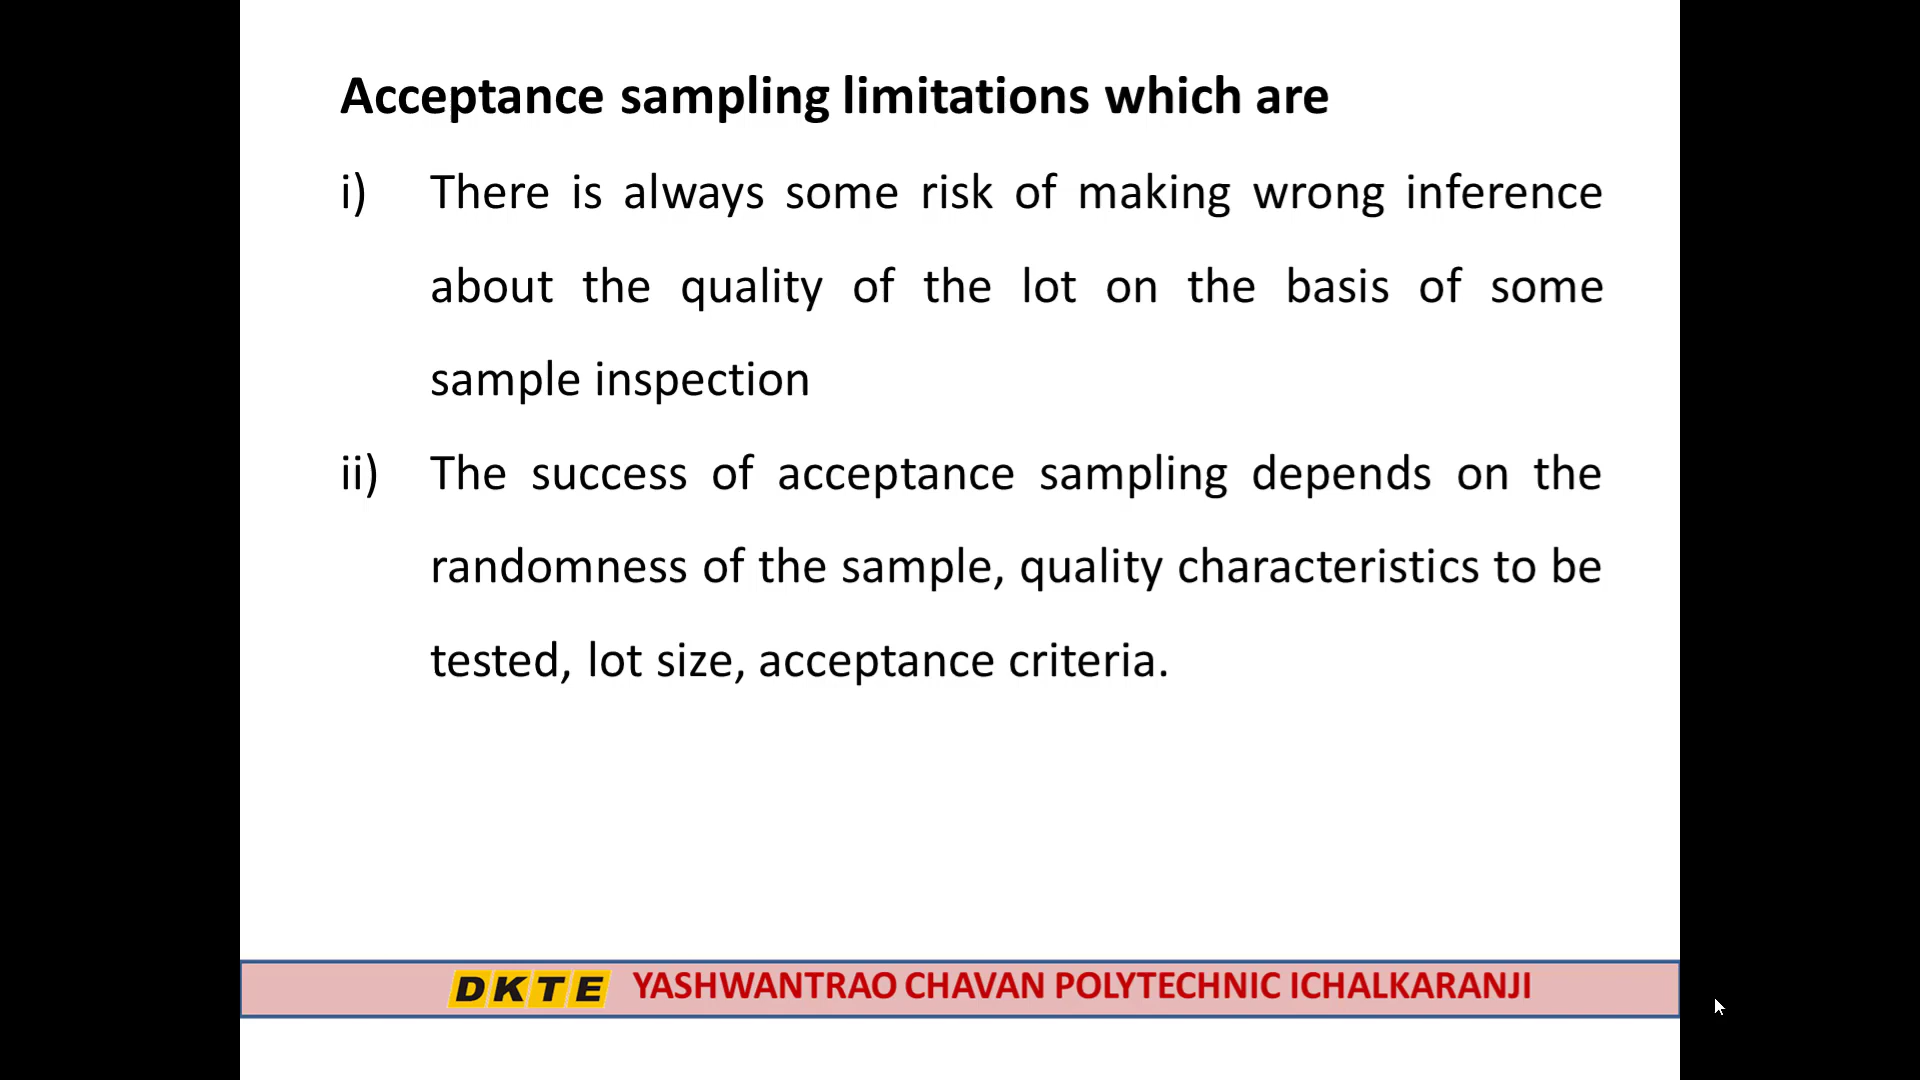 Acceptance sampling limitations which are
i) There is always some risk of making wrong inference
about the quality of the lot on the basis of some
sample inspection
ii) The success of acceptance sampling depends on the
randomness of the sample, quality characteristics to be
tested, lot size, acceptance criteria.
DKTE YASHWANTRAO CHAVAN POLYTECHNIC ICHALKARANJI